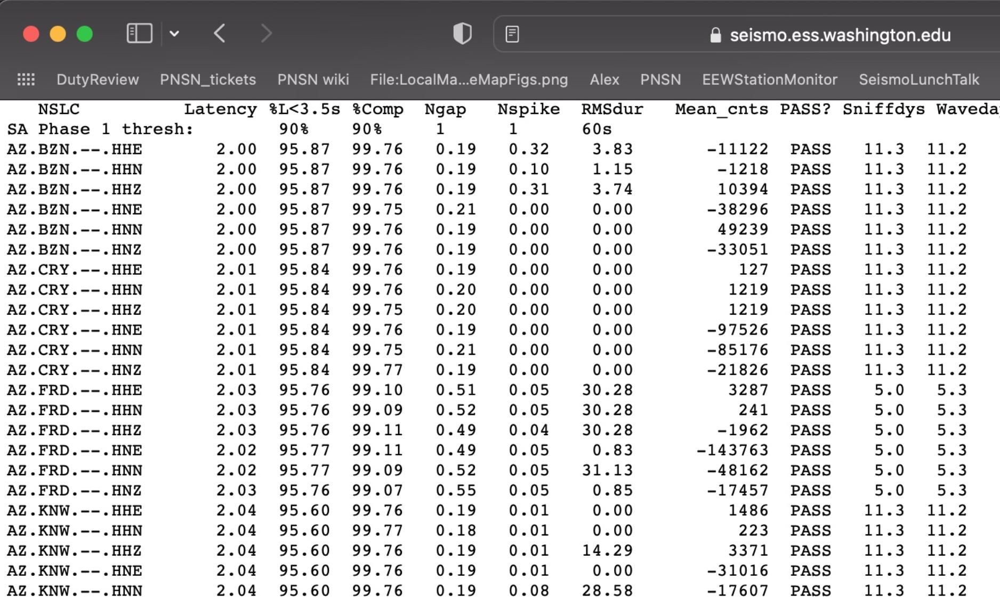 seismo.ess.washington.edu
DutyReview PNSN_tickets PNSN wiki File:LocalMa...eMapFigs.png Alex PNSN EEWStationMonitor SeismoLunchTalk
NSLC Latency %L<3.5s %Comp Ngap Nspike RMSdur Mean_cnts PASS? Sniffdys Waveda
SA Phase 1 thresh: 90% 90% 1 1 60s
AZ.BZN.--.HHE 2.00 95.87 99.76 0.19 0.32 3.83 -11122 PASS 11.3 11.2
AZ.BZN.--.HHN 2.00 95.87 99.76 0.19 0.10 1.15 -1218 PASS 11.3 11.2
AZ.BZN.--.HHZ 2.00 95.87 99.76 0.19 0.31 3.74 10394 PASS 11.3 11.2
AZ.BZN.--.HNE 2.00 95.87 99.75 0.21 0.00 0.00 -38296 PASS 11.3 11.2
AZ.BZN.--.HNN 2.00 95.87 99.76 0.19 0.00 0.00 49239 PASS 11.3 11.2
AZ.BZN.--.HNZ 2.00 95.87 99.76 0.19 0.00 0.00 -33051 PASS 11.3 11.2
AZ.CRY.--.HHE 2.01 95.84 99.76 0.19 0.00 0.00 127 PASS 11.3 11.2
AZ.CRY.--.HHN 2.01 95.84 99.76 0.20 0.00 0.00 1219 PASS 11.3 11.2
AZ.CRY.--.HHZ 2.01 95.84 99.75 0.20 0.00 0.00 1219 PASS 11.3 11.2
AZ.CRY.--.HNE 2.01 95.84 99.76 0.19 0.00 0.00 -97526 PASS 11.3 11.2
AZ.CRY.--.HNN 2.01 95.84 99.75 0.21 0.00 0.00 -85176 PASS 11.3 11.2
AZ.CRY.--.HNZ 2.01 95.84 99.77 0.19 0.00 0.00 -21826 PASS 11.3 11.2
AZ.FRD.--.HHE 2.03 95.76 99.10 0.51 0.05 30.28 3287 PASS 5.0 5.3
AZ.FRD.--.HHN 2.03 95.76 99.09 0.52 0.05 30.28 241 PASS 5.0 5.3
AZ.FRD.--.HHZ 2.03 95.76 99.11 0.49 0.04 30.28 -1962 PASS 5.0 5.3
AZ.FRD.--.HNE 2.02 95.77 99.11 0.49 0.05 0.83 -143763 PASS 5.0 5.3
AZ.FRD.--.HNN 2.02 95.77 99.09 0.52 0.05 31.13 -48162 PASS 5.0 5.3
AZ.FRD.--.HNZ 2.03 95.76 99.07 0.55 0.05 0.85 -17457 PASS 5.0 5.3
AZ.KNW.--.HHE 2.04 95.60 99.76 0.19 0.01 0.00 1486 PASS 11.3 11.2
AZ.KNW.--.HHN 2.04 95.60 99.77 0.18 0.01 0.00 223 PASS 11.3 11.2
AZ.KNW.--.HHZ 2.04 95.60 99.76 0.19 0.01 14.29 3371 PASS 11.3 11.2
AZ.KNW.--.HNE 2.04 95.60 99.76 0.19 0.01 0.00 -31016 PASS 11.3 11.2
AZ.KNW.--.HNN 2.04 95.60 99.76 0.19 0.08 28.58 -17607 PASS 11.3 11.2